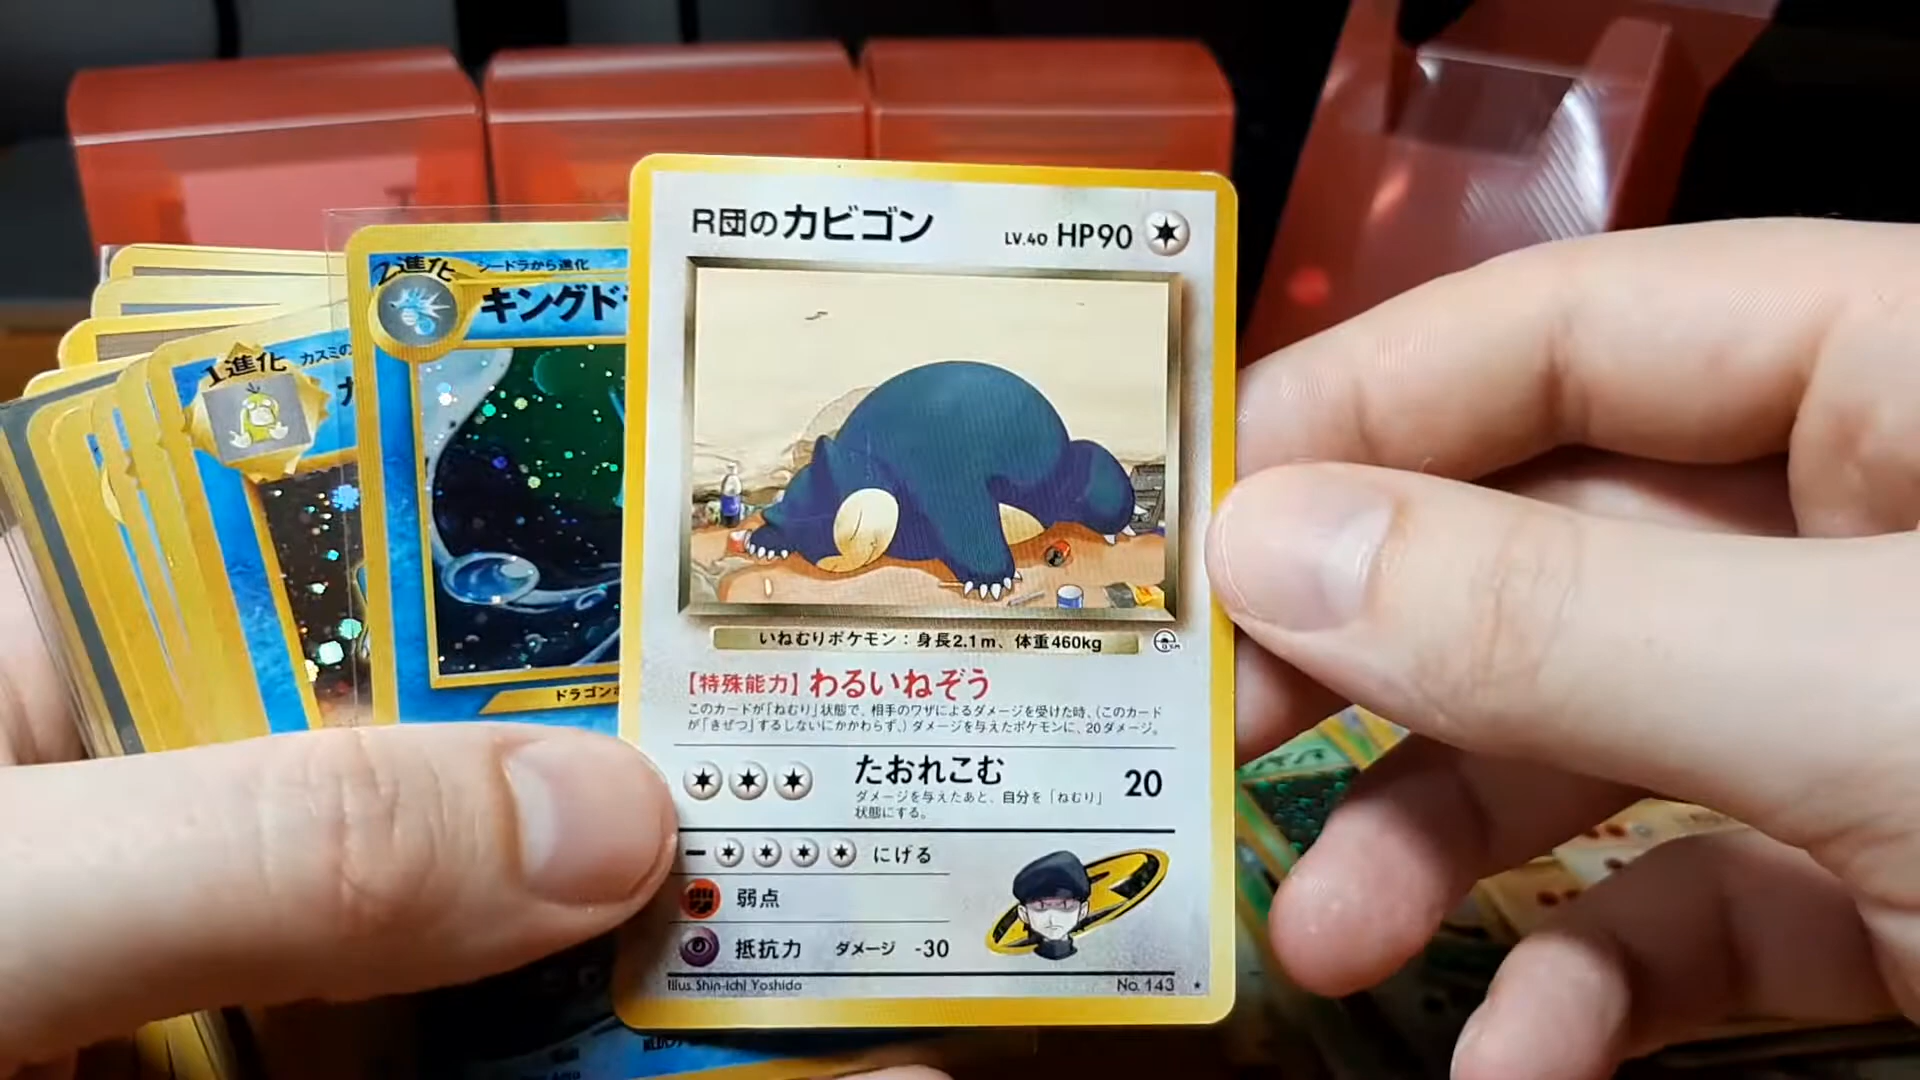 R団のカビゴン
LV.40 HP90
いねむりポケモン：身長2.1m、体重460kg
【特殊能力】わるいねぞう
このカードが「ねむり」状態で、相手のワザによるダメージを受けた時、（このカード
が「きぜつ」するしないにかかわらず、）ダメージを与えたポケモンに、20ダメージ。
たおれこむ 20
ダメージを与えたあと、自分を「ねむり」
状態にする。
にげる
弱点
抵抗力 ダメージ -30
Illus. Shin-ichi Yoshida
No. 143
2進化 シードラから進化
キングド
ドラゴン
1進化 カスミの